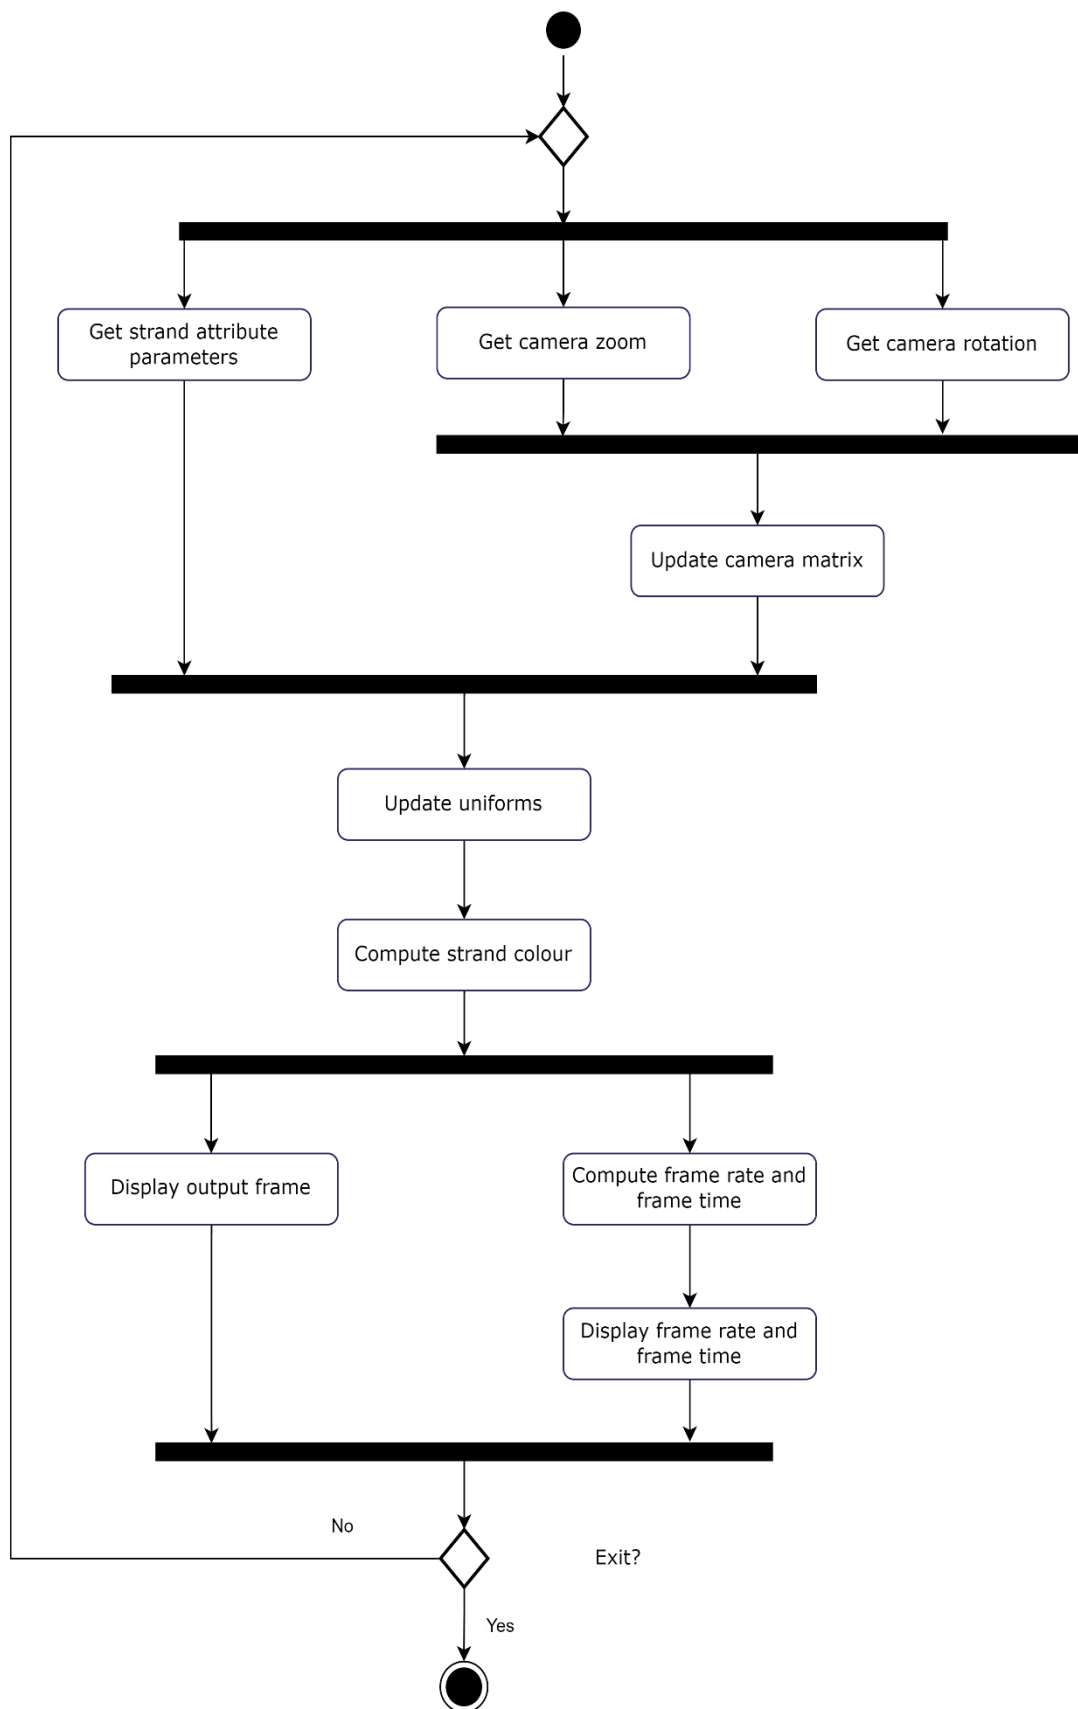 Get strand attribute
parameters
Get camera zoom
Get camera rotation
Update camera matrix
Update uniforms
Compute strand colour
Display output frame
Compute frame rate and
frame time
Display frame rate and
frame time
No
Exit?
Yes